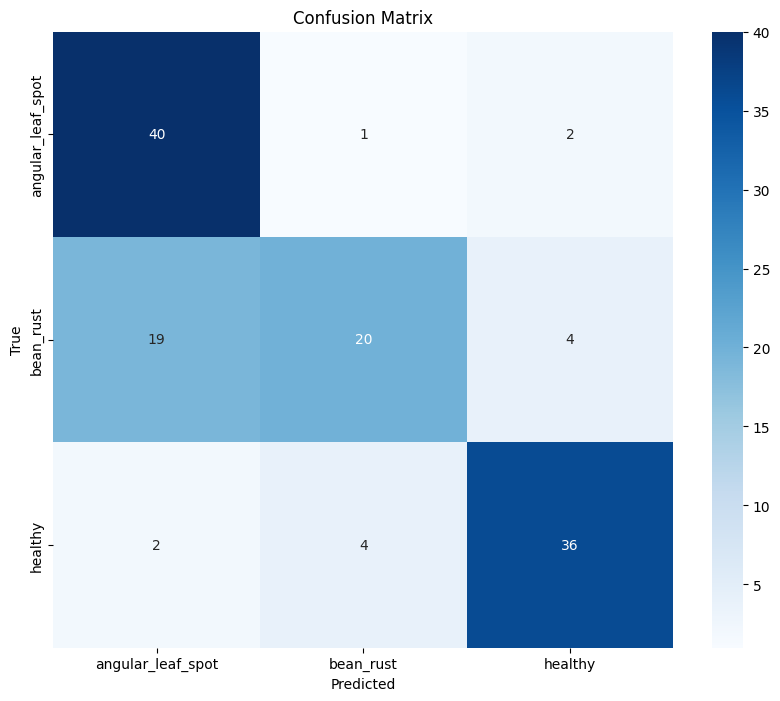 Confusion Matrix
True
angular_leaf_spot
40
1
2
bean_rust
19
20
4
healthy
2
4
36
angular_leaf_spot
bean_rust
healthy
Predicted
40
35
30
25
20
15
10
5